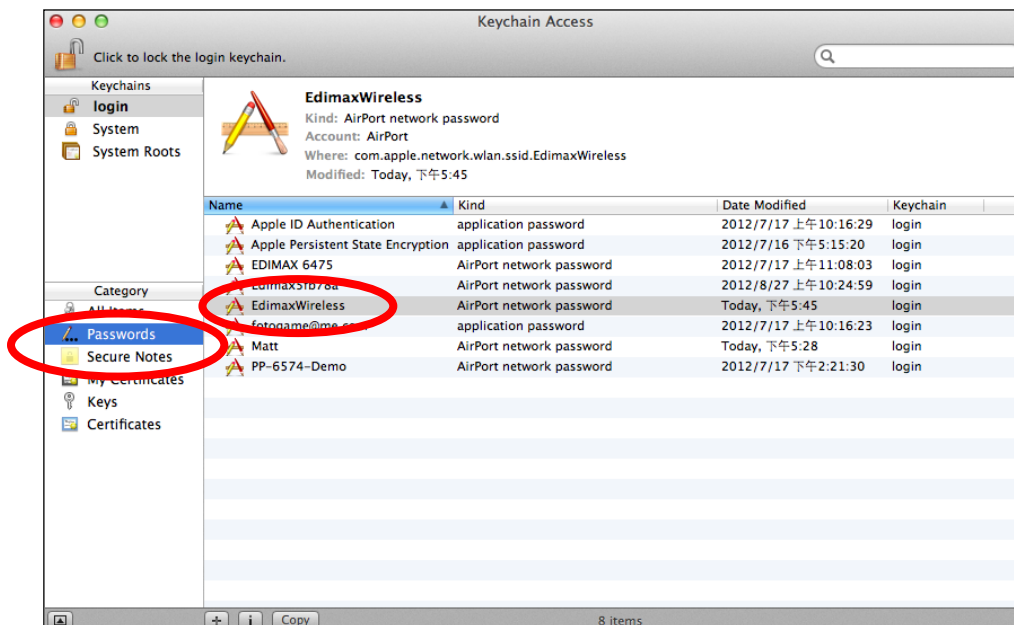 Keychain Access
Click to lock the login keychain.
Keychains
login
System
System Roots
EdimaxWireless
Kind: AirPort network password
Account: AirPort
Where: com.apple.network.wlan.ssid.EdimaxWireless
Modified: Today, 下午5:45
Name Kind Date Modified Keychain
Apple ID Authentication application password 2012/7/17 上午10:16:29 login
Apple Persistent State Encryption application password 2012/7/16 下午5:15:20 login
EDIMAX 6475 AirPort network password 2012/7/17 上午11:08:03 login
Edimax5fb78a AirPort network password 2012/8/27 上午10:24:59 login
EdimaxWireless AirPort network password Today, 下午5:45 login
fotogame@me.com application password 2012/7/17 上午10:16:23 login
Matt AirPort network password Today, 下午5:28 login
PP-6574-Demo AirPort network password 2012/7/17 下午2:21:30 login
Category
All Items
Passwords
Secure Notes
My Certificates
Keys
Certificates
+ i Copy 8 items